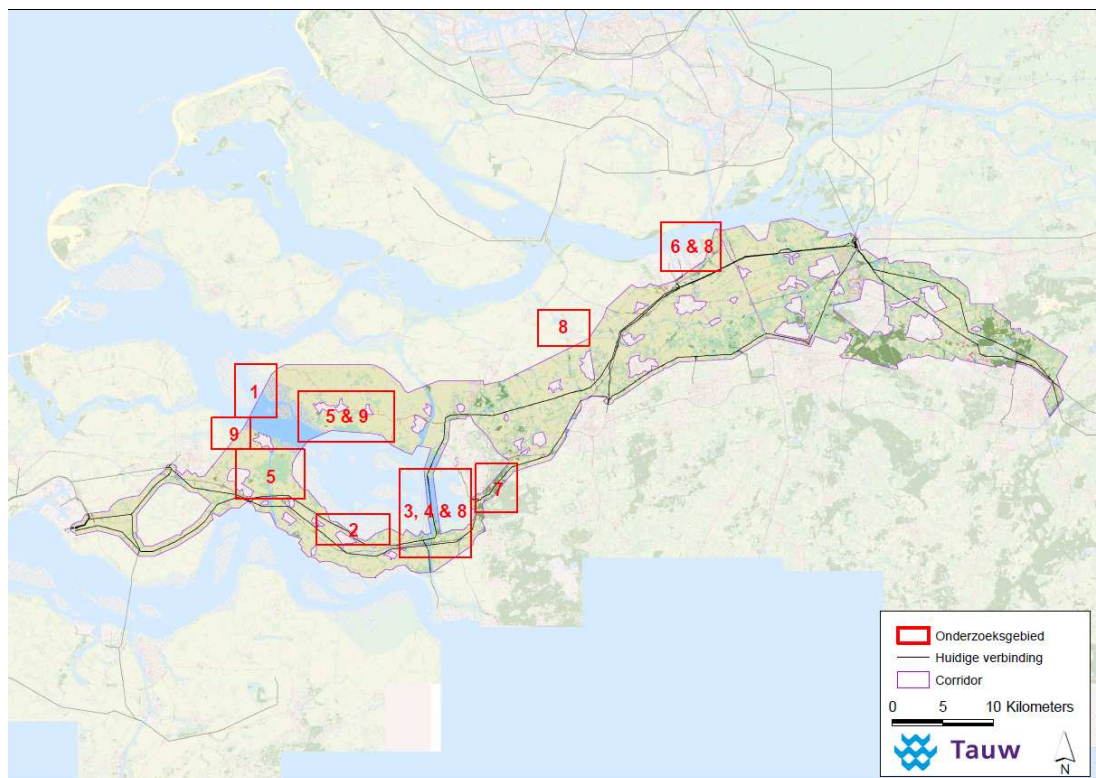 6 & 8
8
1
5 & 9
9
5
3, 4 & 8
7
2
Onderzoeksgebied
Huidige verbinding
Corridor
0 5 10 Kilometers
Tauw
N